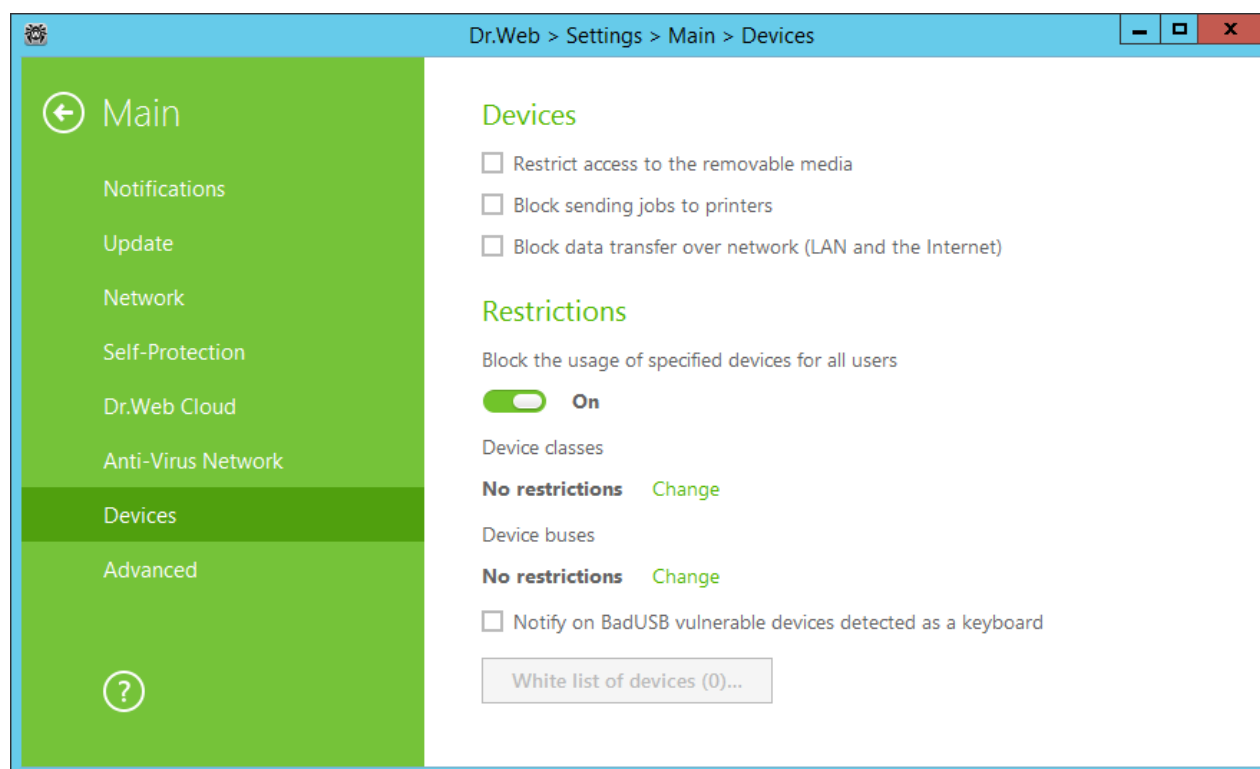 Dr.Web > Settings > Main > Devices
Main
Notifications
Update
Network
Self-Protection
Dr.Web Cloud
Anti-Virus Network
Devices
Advanced
?
Devices
Restrict access to the removable media
Block sending jobs to printers
Block data transfer over network (LAN and the Internet)
Restrictions
Block the usage of specified devices for all users
On
Device classes
No restrictions Change
Device buses
No restrictions Change
Notify on BadUSB vulnerable devices detected as a keyboard
White list of devices (0)...